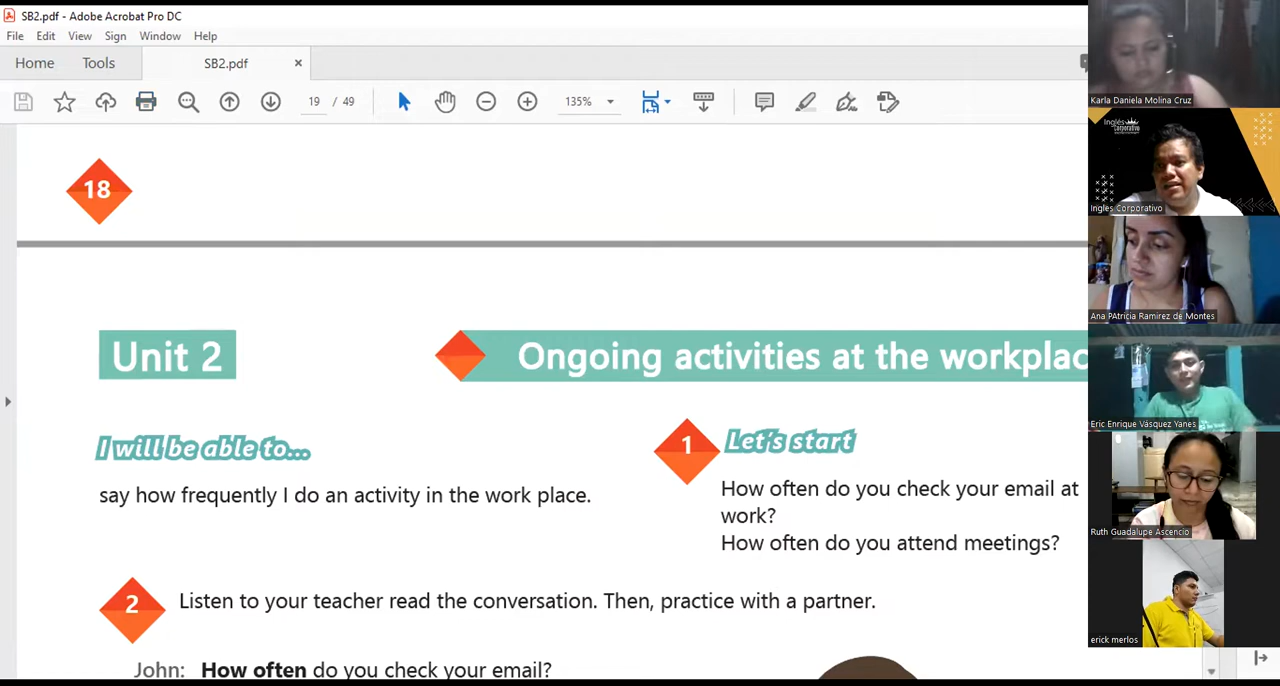 SB2.pdf - Adobe Acrobat Pro DC
File Edit View Sign Window Help
Home Tools SB2.pdf ×
19 / 49 135%
18
Unit 2
Ongoing activities at the workplac
I will be able to...
say how frequently I do an activity in the work place.
1 Let's start
How often do you check your email at
work?
How often do you attend meetings?
2 Listen to your teacher read the conversation. Then, practice with a partner.
John: How often do you check your email?
Karla Daniela Molina Cruz
Inglés
Corporativo
Ingles Corporativo
Ana PAtricia Ramirez de Montes
Eric Enrique Vásquez Yanes
Ruth Guadalupe Ascencio
erick merlos